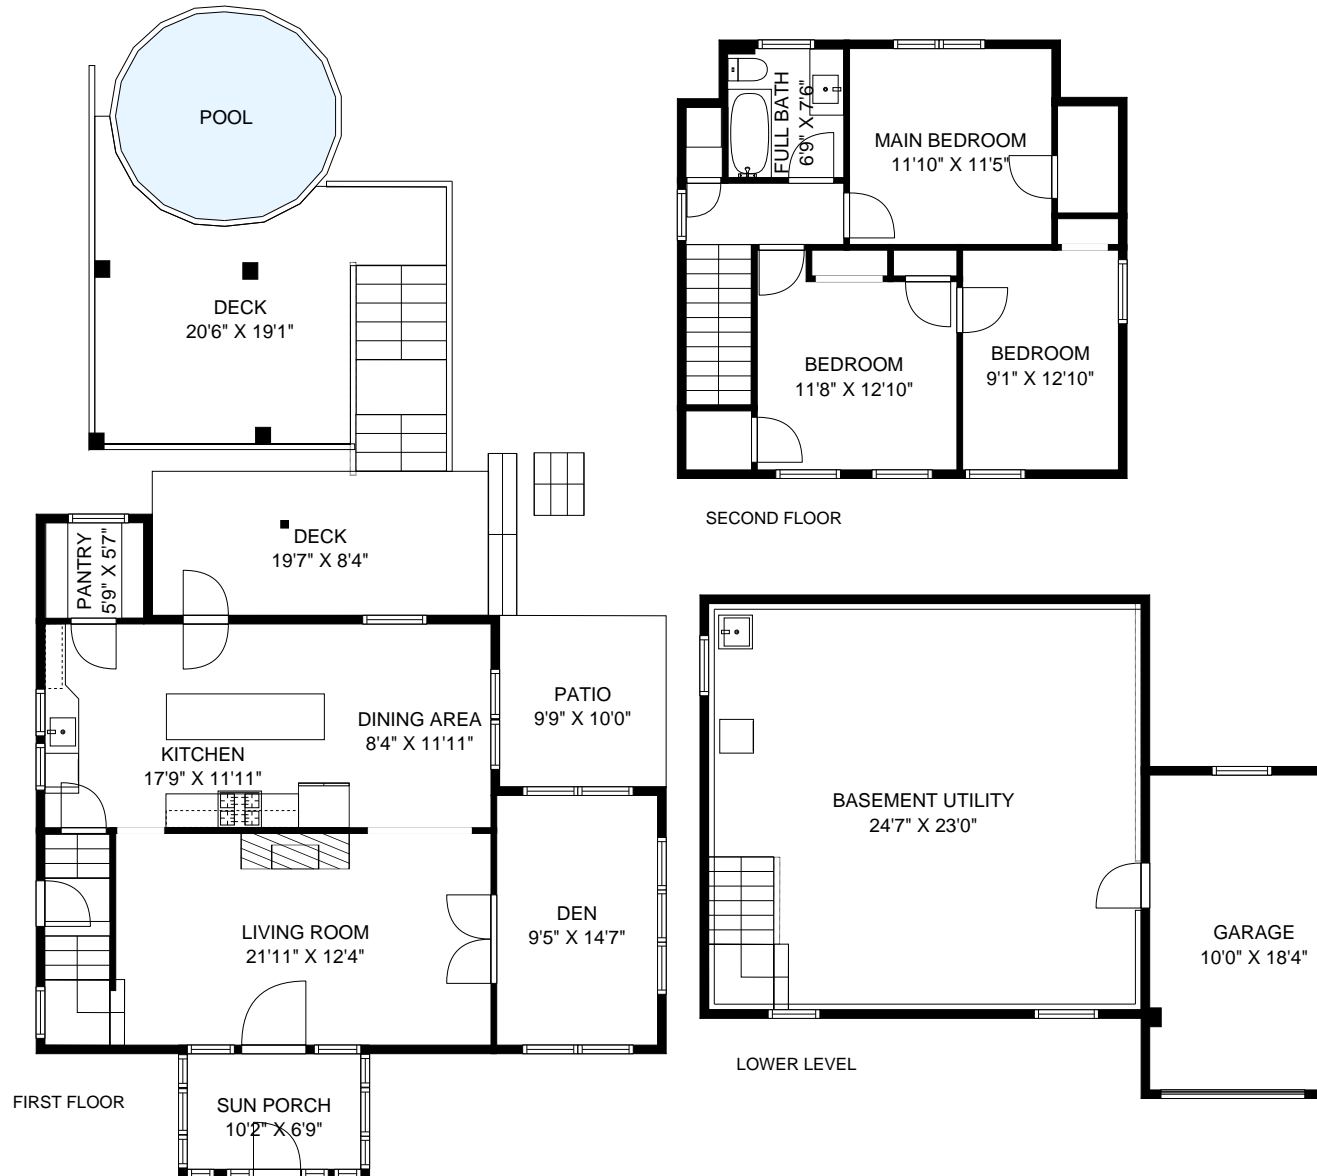 POOL
DECK
20'6" X 19'1"
DECK
19'7" X 8'4"
PANTRY
5'9" X 5'7"
PATIO
9'9" X 10'0"
DINING AREA
8'4" X 11'11"
KITCHEN
17'9" X 11'11"
LIVING ROOM
21'11" X 12'4"
DEN
9'5" X 14'7"
SUN PORCH
10'2" X 6'9"
FIRST FLOOR
FULL BATH
6'9" X 7'6"
MAIN BEDROOM
11'10" X 11'5"
BEDROOM
11'8" X 12'10"
BEDROOM
9'1" X 12'10"
SECOND FLOOR
BASEMENT UTILITY
24'7" X 23'0"
GARAGE
10'0" X 18'4"
LOWER LEVEL